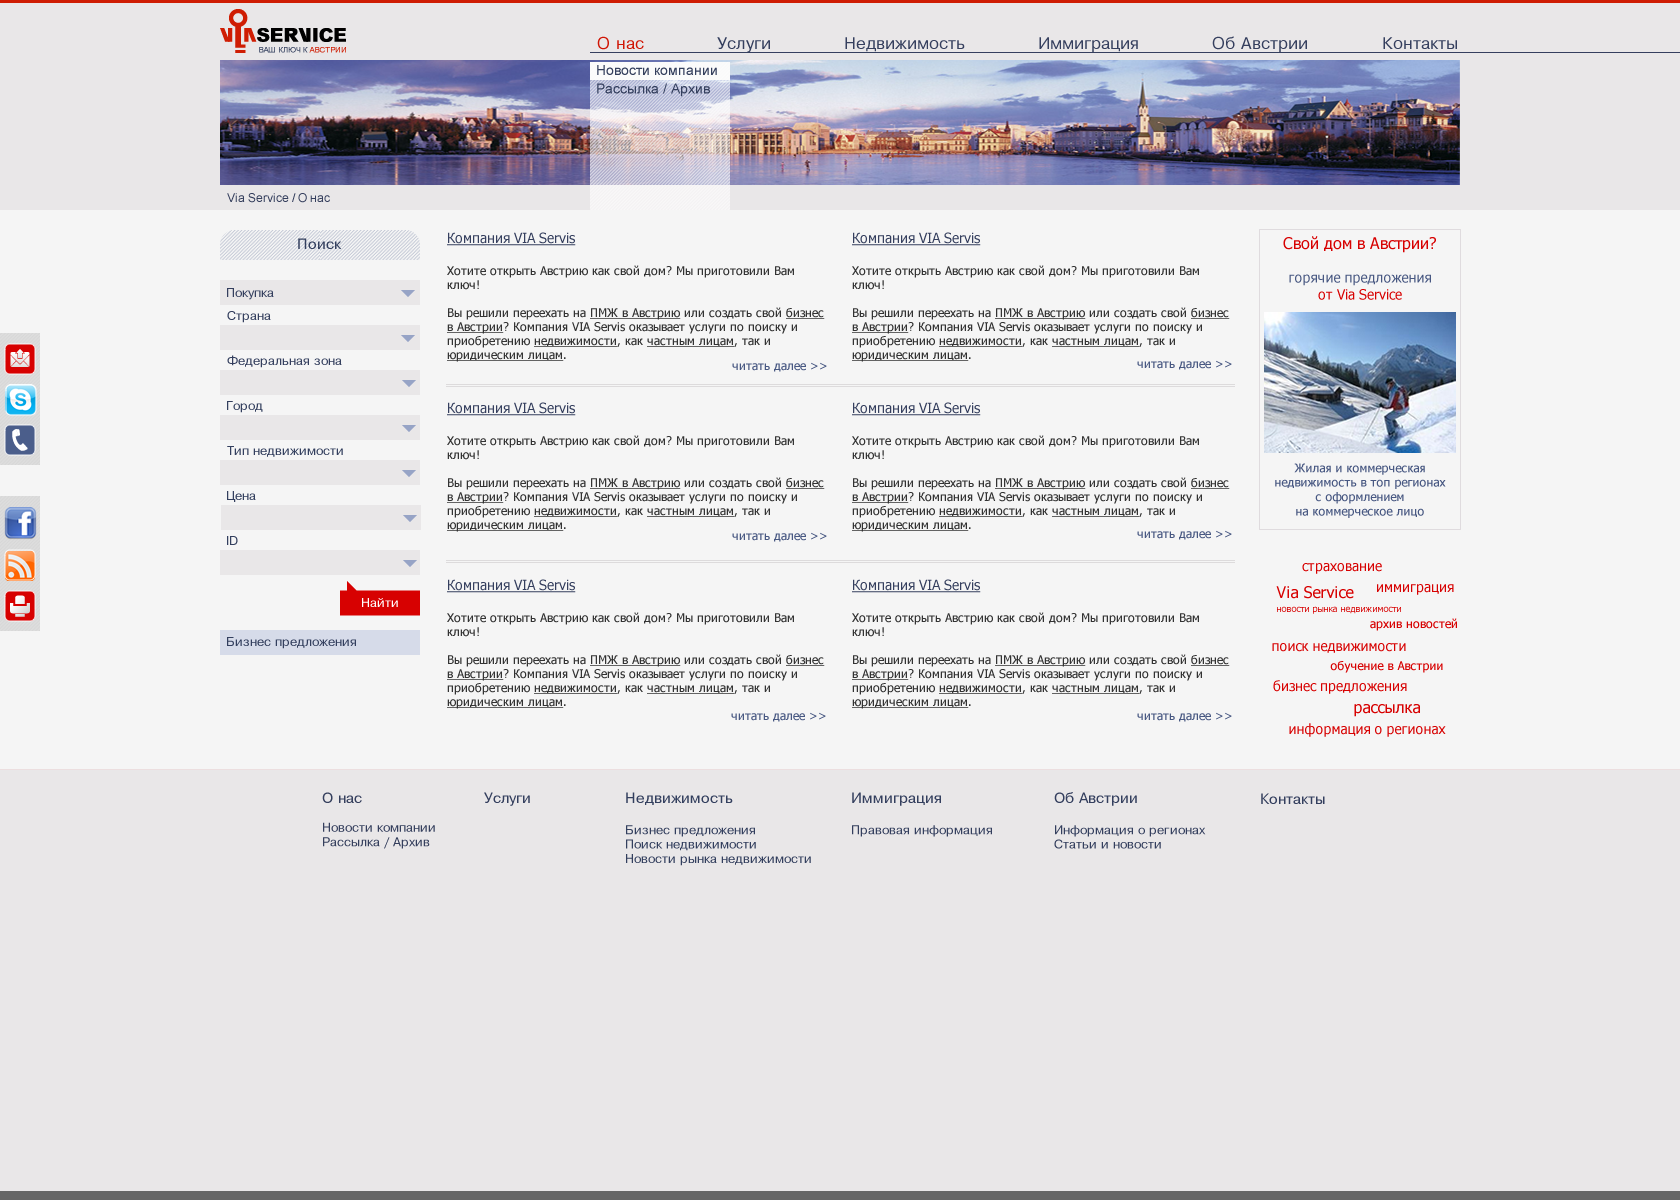 VIASERVICE
ВАШ КЛЮЧ К АВСТРИИ
О нас
Услуги
Недвижимость
Иммиграция
Об Австрии
Контакты
Новости компании
Рассылка / Архив
Via Service / О нас
Поиск
Покупка
Страна
Федеральная зона
Город
Тип недвижимости
Цена
ID
Найти
Бизнес предложения
Компания VIA Servis
Хотите открыть Австрию как свой дом? Мы приготовили Вам
ключ!
Вы решили переехать на ПМЖ в Австрию или создать свой бизнес
в Австрии? Компания VIA Servis оказывает услуги по поиску и
приобретению недвижимости, как частным лицам, так и
юридическим лицам.
читать далее >>
Компания VIA Servis
Хотите открыть Австрию как свой дом? Мы приготовили Вам
ключ!
Вы решили переехать на ПМЖ в Австрию или создать свой бизнес
в Австрии? Компания VIA Servis оказывает услуги по поиску и
приобретению недвижимости, как частным лицам, так и
юридическим лицам.
читать далее >>
Компания VIA Servis
Хотите открыть Австрию как свой дом? Мы приготовили Вам
ключ!
Вы решили переехать на ПМЖ в Австрию или создать свой бизнес
в Австрии? Компания VIA Servis оказывает услуги по поиску и
приобретению недвижимости, как частным лицам, так и
юридическим лицам.
читать далее >>
Компания VIA Servis
Хотите открыть Австрию как свой дом? Мы приготовили Вам
ключ!
Вы решили переехать на ПМЖ в Австрию или создать свой бизнес
в Австрии? Компания VIA Servis оказывает услуги по поиску и
приобретению недвижимости, как частным лицам, так и
юридическим лицам.
читать далее >>
Компания VIA Servis
Хотите открыть Австрию как свой дом? Мы приготовили Вам
ключ!
Вы решили переехать на ПМЖ в Австрию или создать свой бизнес
в Австрии? Компания VIA Servis оказывает услуги по поиску и
приобретению недвижимости, как частным лицам, так и
юридическим лицам.
читать далее >>
Компания VIA Servis
Хотите открыть Австрию как свой дом? Мы приготовили Вам
ключ!
Вы решили переехать на ПМЖ в Австрию или создать свой бизнес
в Австрии? Компания VIA Servis оказывает услуги по поиску и
приобретению недвижимости, как частным лицам, так и
юридическим лицам.
читать далее >>
Свой дом в Австрии?
горячие предложения
от Via Service
Жилая и коммерческая
недвижимость в топ регионах
с оформлением
на коммерческое лицо
страхование
Via Service
иммиграция
новости рынка недвижимости
архив новостей
поиск недвижимости
обучение в Австрии
бизнес предложения
рассылка
информация о регионах
О нас
Новости компании
Рассылка / Архив
Услуги
Недвижимость
Бизнес предложения
Поиск недвижимости
Новости рынка недвижимости
Иммиграция
Правовая информация
Об Австрии
Информация о регионах
Статьи и новости
Контакты